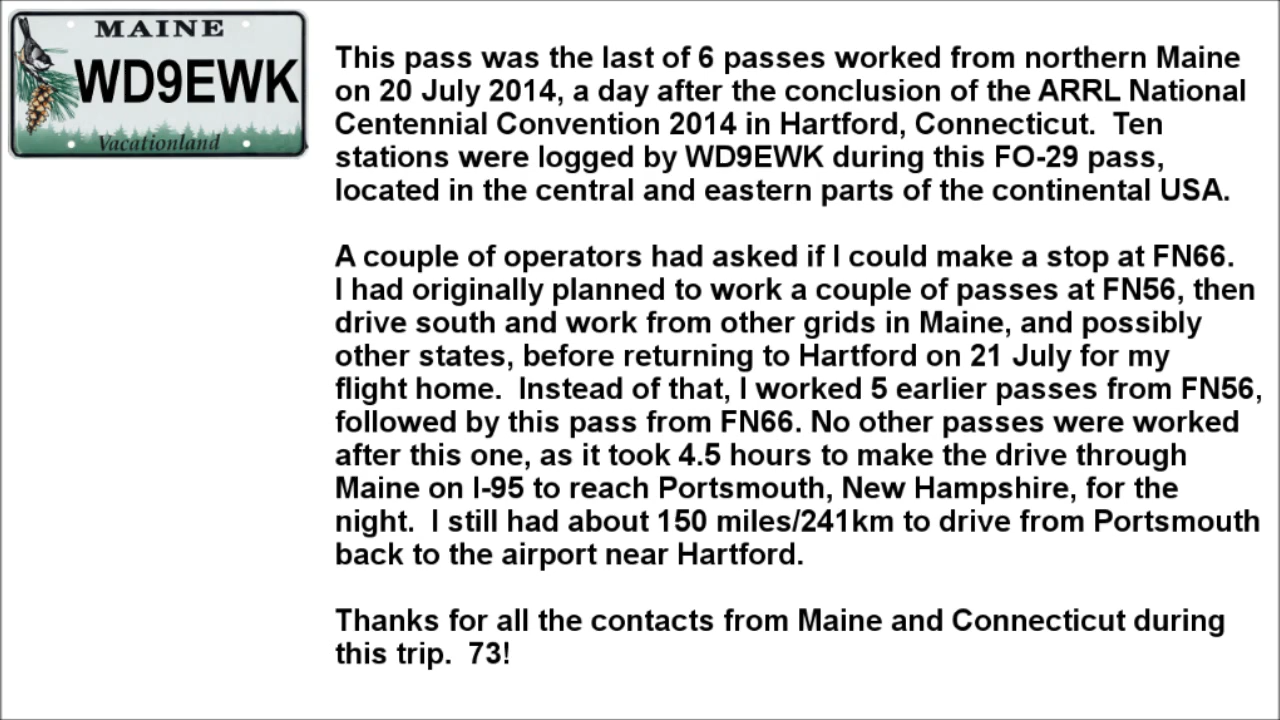 MAINE
WD9EWK
Vacationland
This pass was the last of 6 passes worked from northern Maine
on 20 July 2014, a day after the conclusion of the ARRL National
Centennial Convention 2014 in Hartford, Connecticut.  Ten
stations were logged by WD9EWK during this FO-29 pass,
located in the central and eastern parts of the continental USA.
A couple of operators had asked if I could make a stop at FN66.
I had originally planned to work a couple of passes at FN56, then
drive south and work from other grids in Maine, and possibly
other states, before returning to Hartford on 21 July for my
flight home.  Instead of that, I worked 5 earlier passes from FN56,
followed by this pass from FN66. No other passes were worked
after this one, as it took 4.5 hours to make the drive through
Maine on I-95 to reach Portsmouth, New Hampshire, for the
night.  I still had about 150 miles/241km to drive from Portsmouth
back to the airport near Hartford.
Thanks for all the contacts from Maine and Connecticut during
this trip.  73!